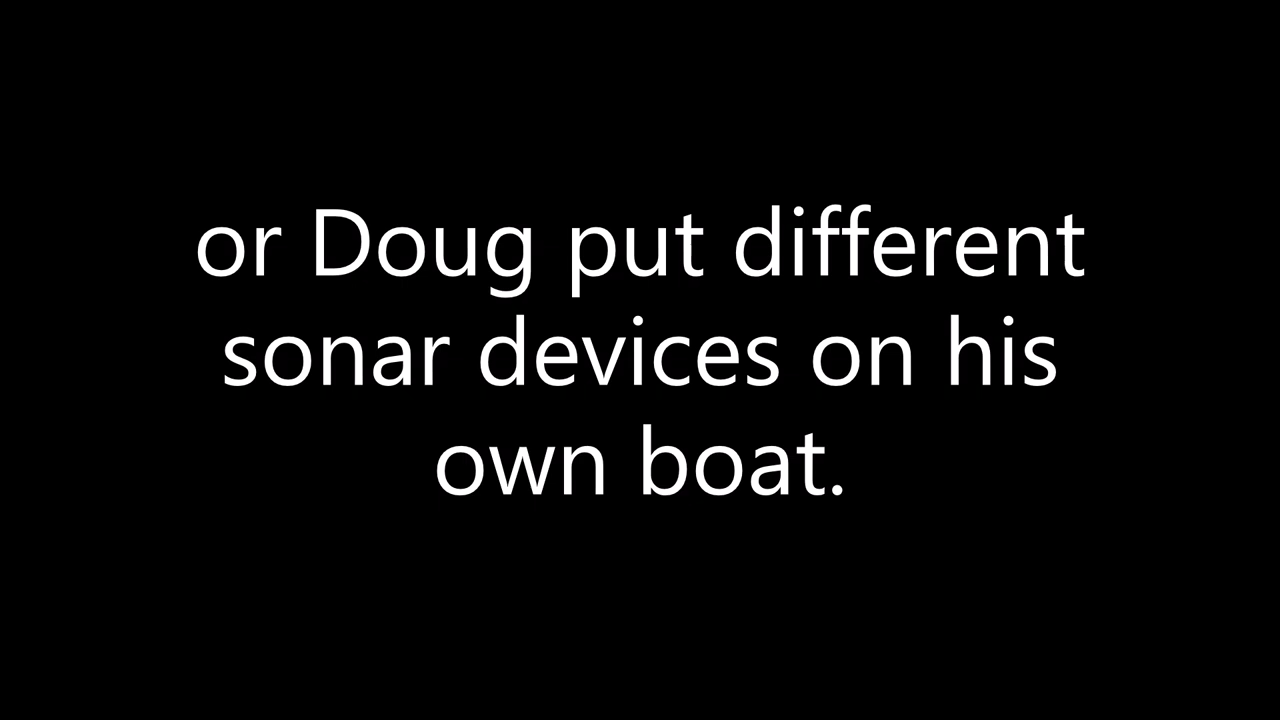 or Doug put different
sonar devices on his
own boat.